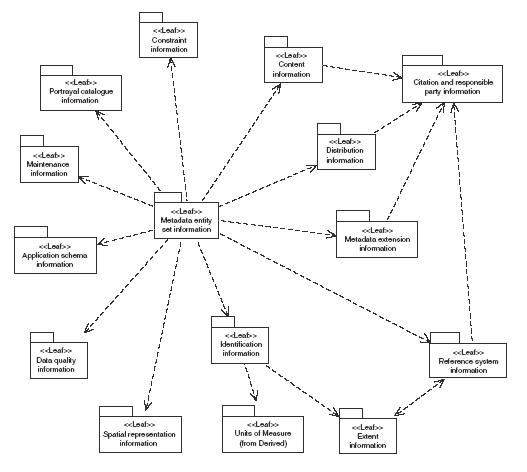 <<Leaf>>
Constraint
information
<<Leaf>>
Content
information
<<Leaf>>
Citation and responsible
party information
<<Leaf>>
Portrayal catalogue
information
<<Leaf>>
Distribution
information
<<Leaf>>
Maintenance
information
<<Leaf>>
Metadata entity
set information
<<Leaf>>
Metadata extension
information
<<Leaf>>
Application schema
information
<<Leaf>>
Data quality
information
<<Leaf>>
Identification
information
<<Leaf>>
Reference system
information
<<Leaf>>
Spatial representation
information
<<Leaf>>
Units of Measure
(from Derived)
<<Leaf>>
Extent
information